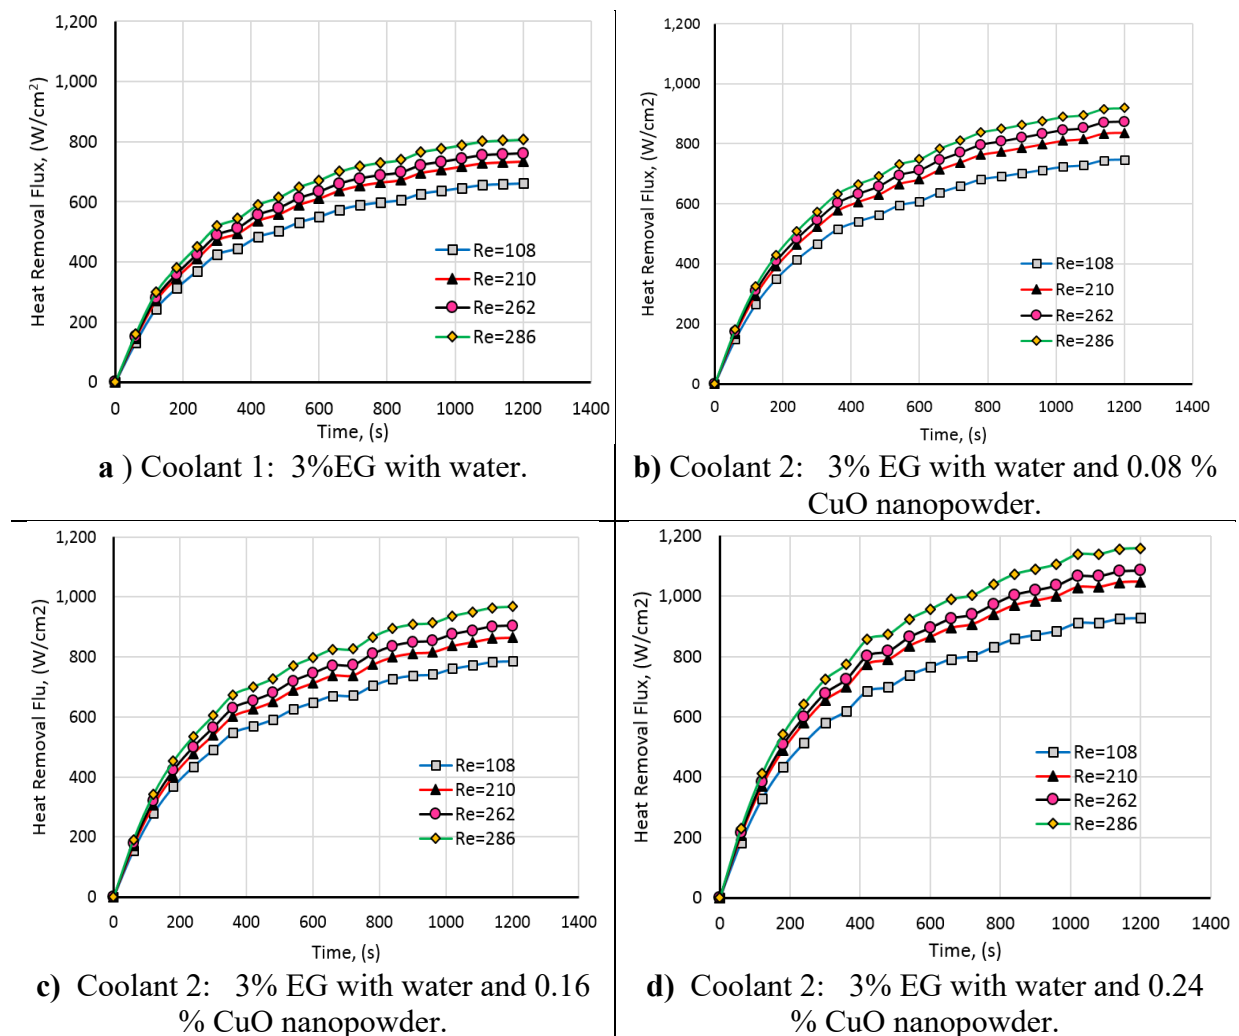 1,200
1,000
800
600
400
200
0
Heat Removal Flux, (W/cm²)
Re=108
Re=210
Re=262
Re=286
0 200 400 600 800 1000 1200 1400
Time, (s)
a ) Coolant 1: 3%EG with water.
1,200
1,000
800
600
400
200
0
Heat Removal Flux, (W/cm2)
Re=108
Re=210
Re=262
Re=286
0 200 400 600 800 1000 1200 1400
Time, (s)
b) Coolant 2: 3% EG with water and 0.08 %
CuO nanopowder.
1,200
1,000
800
600
400
200
0
Heat Removal Flu, (W/cm2)
Re=108
Re=210
Re=262
Re=286
0 200 400 600 800 1000 1200 1400
Time, (s)
c) Coolant 2: 3% EG with water and 0.16
% CuO nanopowder.
1,200
1,000
800
600
400
200
0
Heat Removal Flux, (W/cm2)
Re=108
Re=210
Re=262
Re=286
0 200 400 600 800 1000 1200 1400
Time, (s)
d) Coolant 2: 3% EG with water and 0.24
% CuO nanopowder.